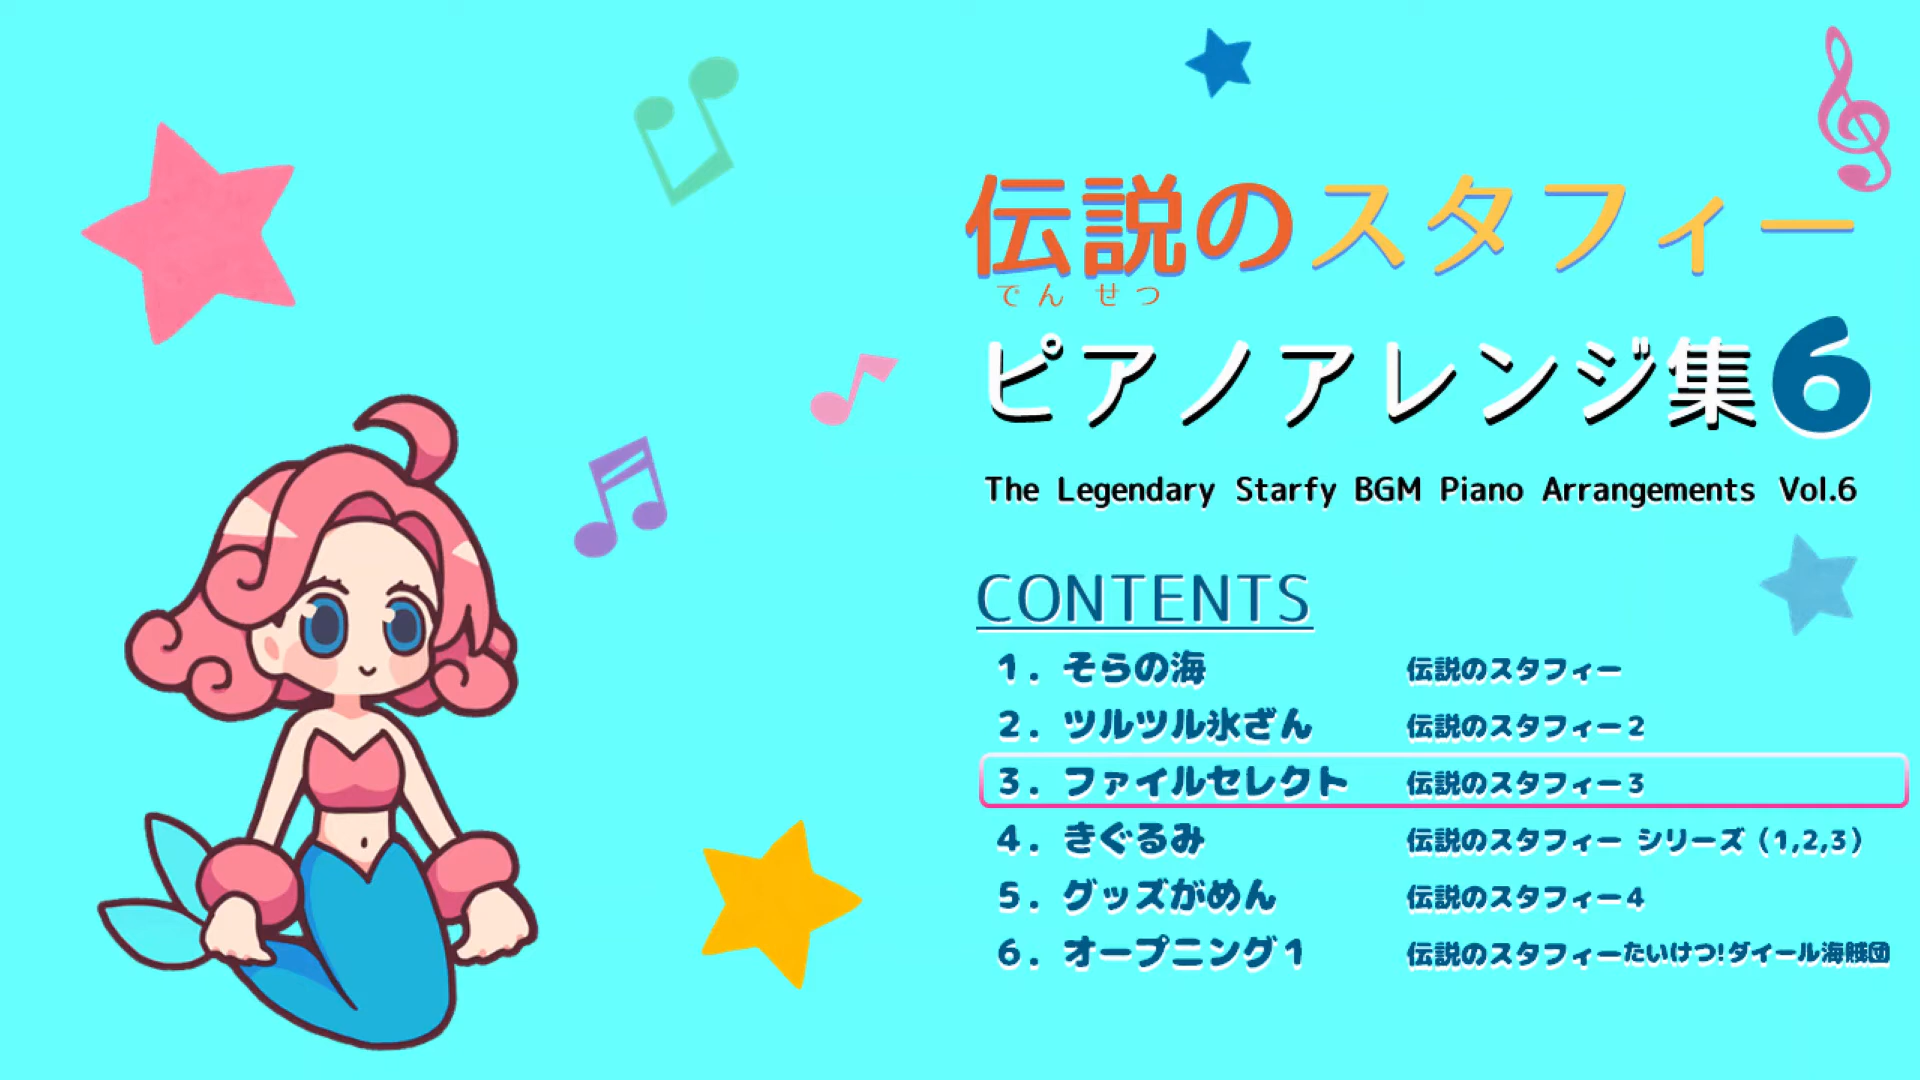 伝説のスタフィー
でんせつ
ピアノアレンジ集6
The Legendary Starfy BGM Piano Arrangements Vol.6
CONTENTS
1. そらの海 伝説のスタフィー
2. ツルツル氷ざん 伝説のスタフィー2
3. ファイルセレクト 伝説のスタフィー3
4. きぐるみ 伝説のスタフィー シリーズ (1,2,3)
5. グッズがめん 伝説のスタフィー4
6. オープニング1 伝説のスタフィーたいけつ!ダイール海賊団